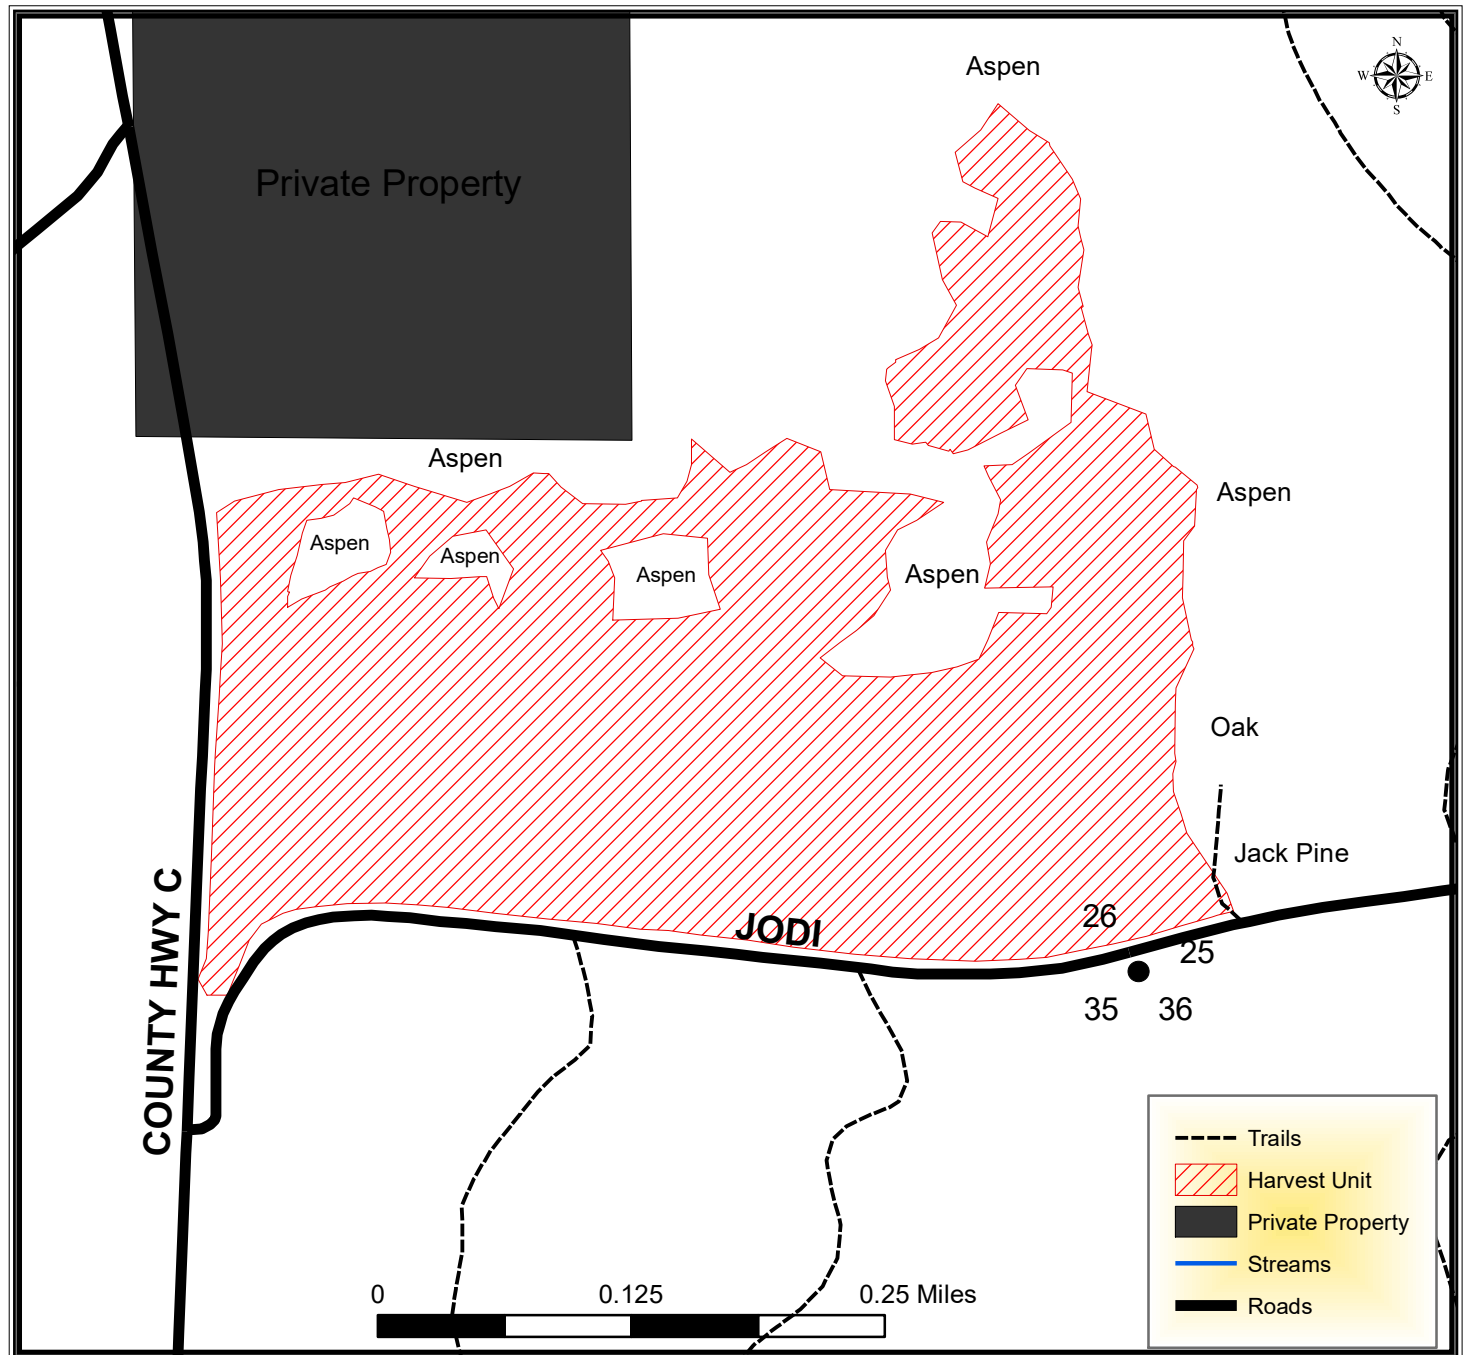 Aspen
N
W E
S
Private Property
Aspen
Aspen
Aspen
Aspen
Aspen
Aspen
Oak
Jack Pine
COUNTY HWY C
JODI
26
25
35 36
Trails
Harvest Unit
Private Property
Streams
Roads
0 0.125 0.25 Miles